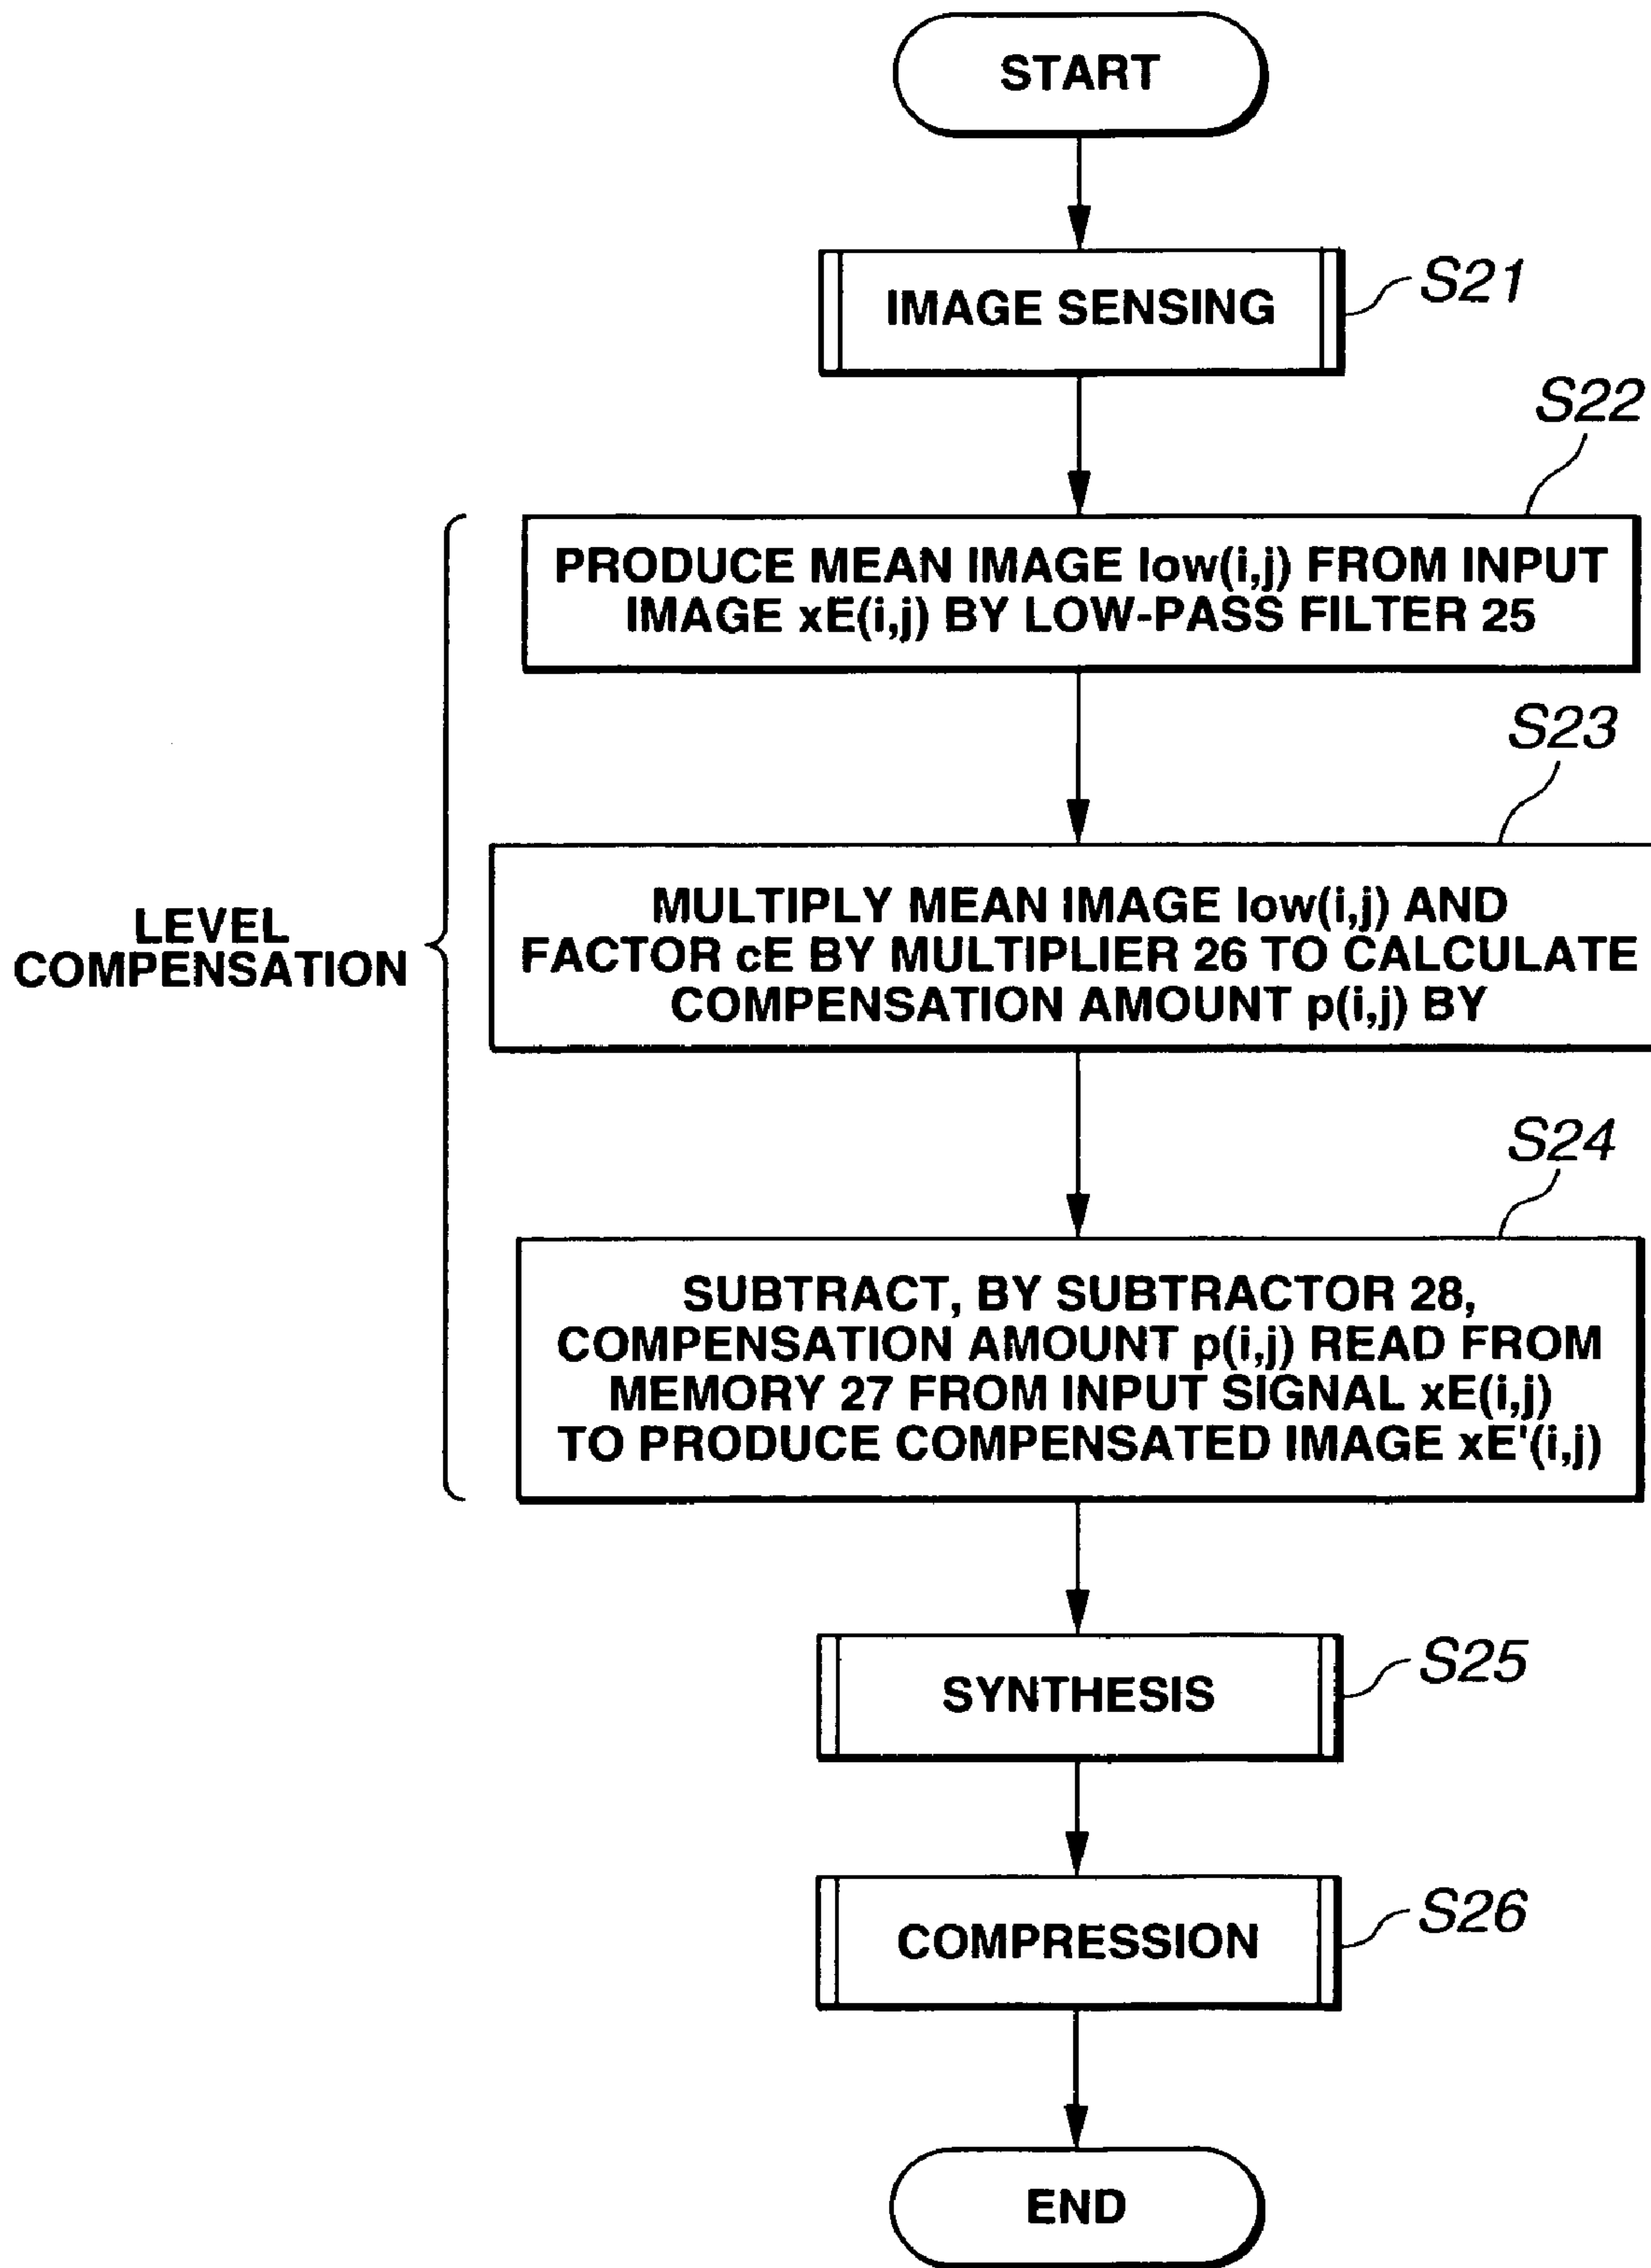 START
IMAGE SENSING
S21
S22
PRODUCE MEAN IMAGE low(i,j) FROM INPUT
IMAGE xE(i,j) BY LOW-PASS FILTER 25
S23
LEVEL
COMPENSATION
MULTIPLY MEAN IMAGE low(i,j) AND
FACTOR cE BY MULTIPLIER 26 TO CALCULATE
COMPENSATION AMOUNT p(i,j) BY
S24
SUBTRACT, BY SUBTRACTOR 28,
COMPENSATION AMOUNT p(i,j) READ FROM
MEMORY 27 FROM INPUT SIGNAL xE(i,j)
TO PRODUCE COMPENSATED IMAGE xE'(i,j)
SYNTHESIS
S25
COMPRESSION
S26
END